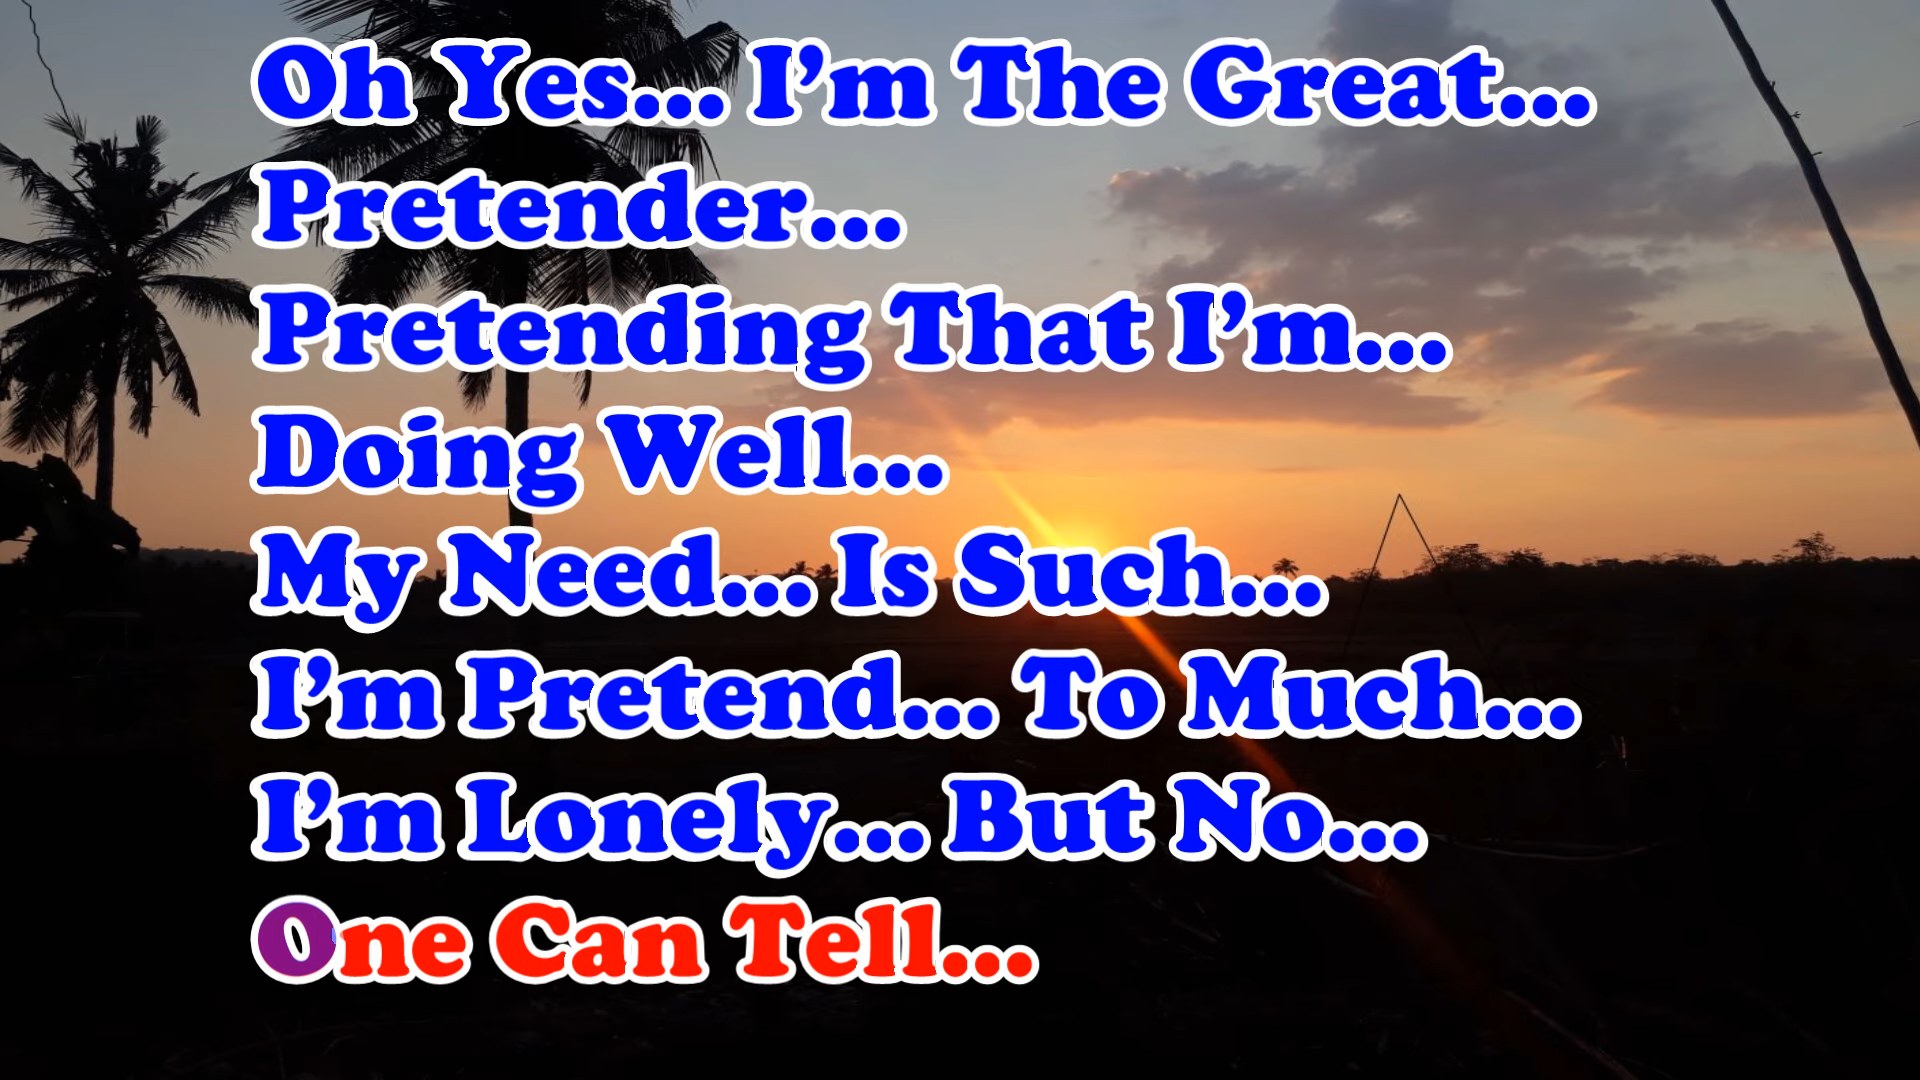 Oh Yes... I'm The Great...
Pretender...
Pretending That I'm...
Doing Well...
My Need... Is Such...
I'm Pretend... To Much...
I'm Lonely... But No...
One Can Tell...